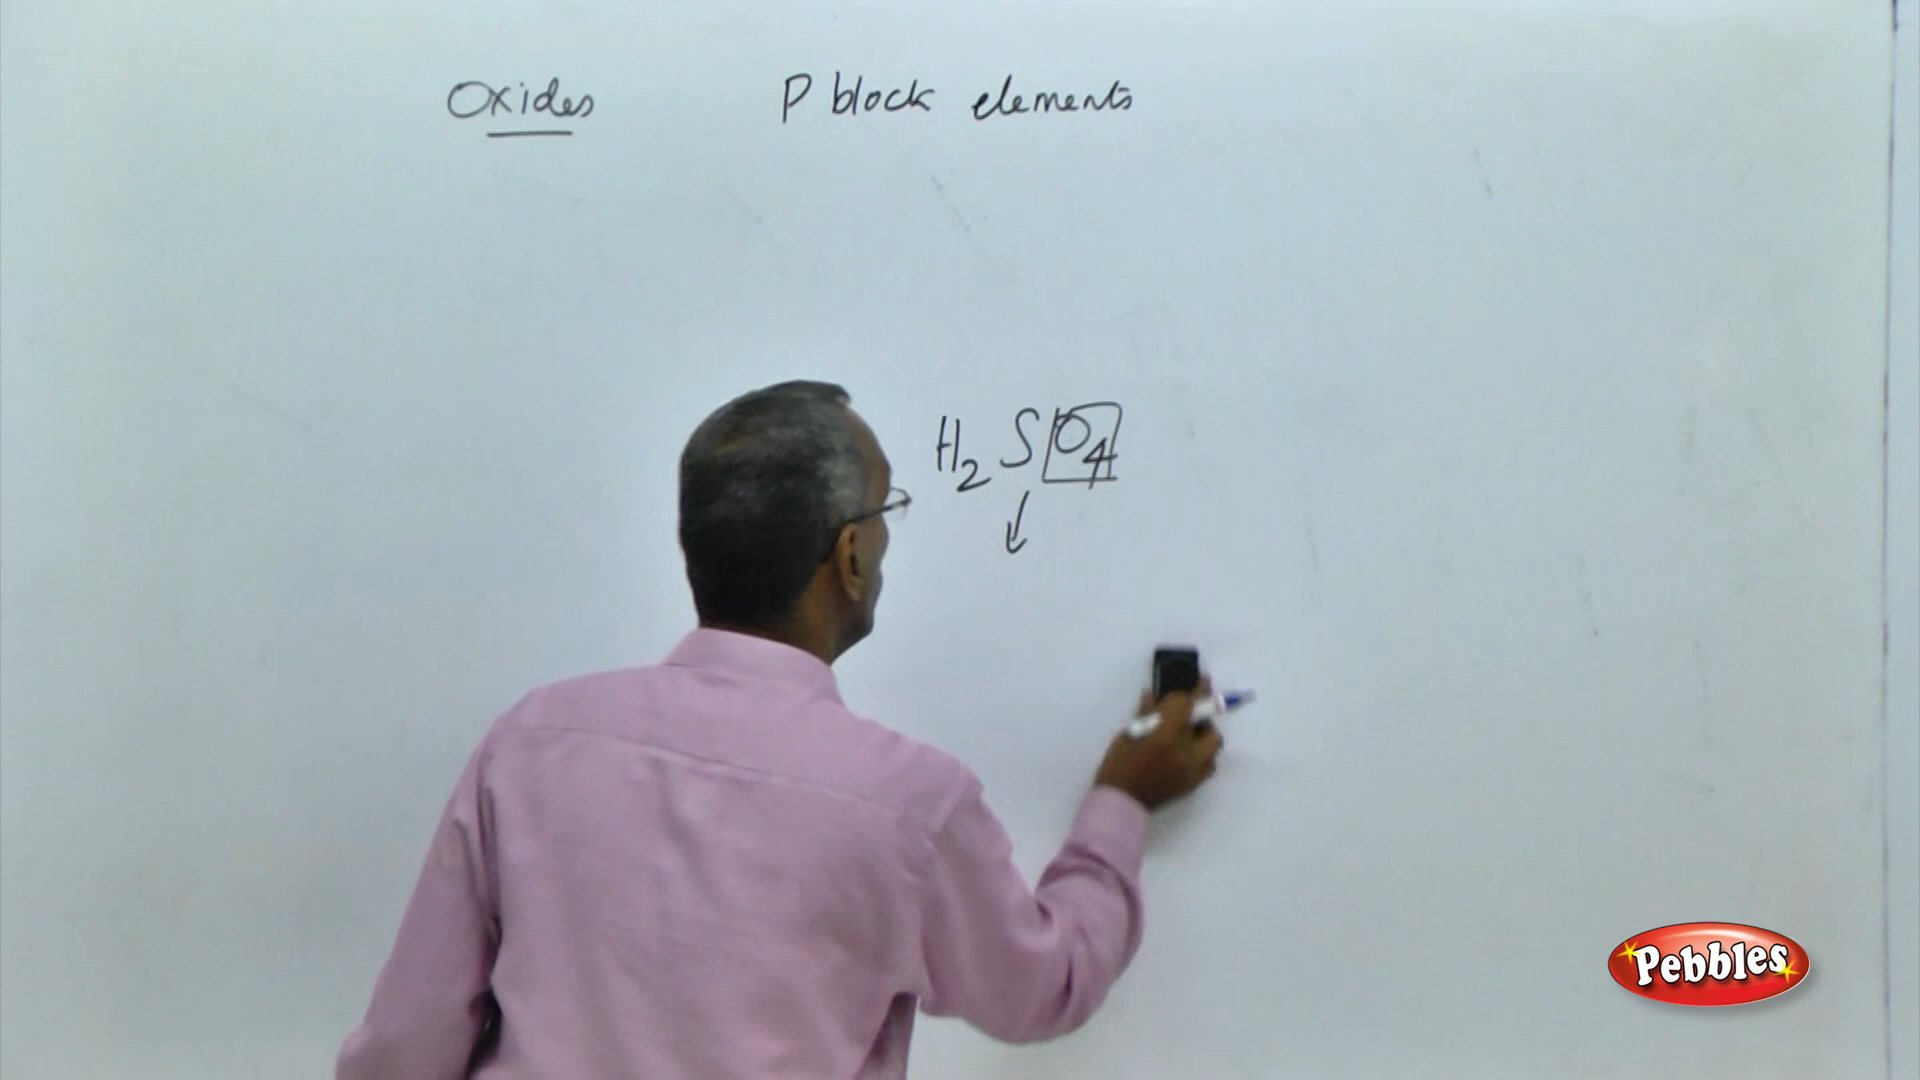 Oxides P block elements
H₂SO₄
Pebbles